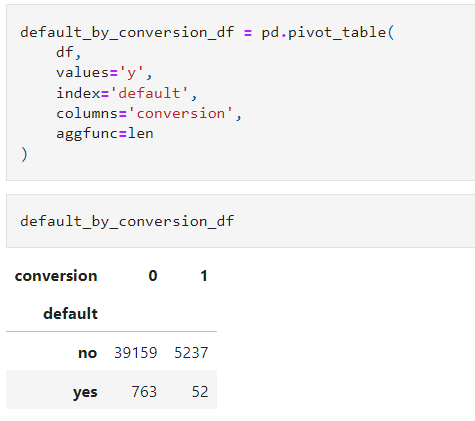 default_by_conversion_df = pd.pivot_table(
    df,
    values='y',
    index='default',
    columns='conversion',
    aggfunc=len
)
default_by_conversion_df
conversion 0 1
default
no 39159 5237
yes 763 52